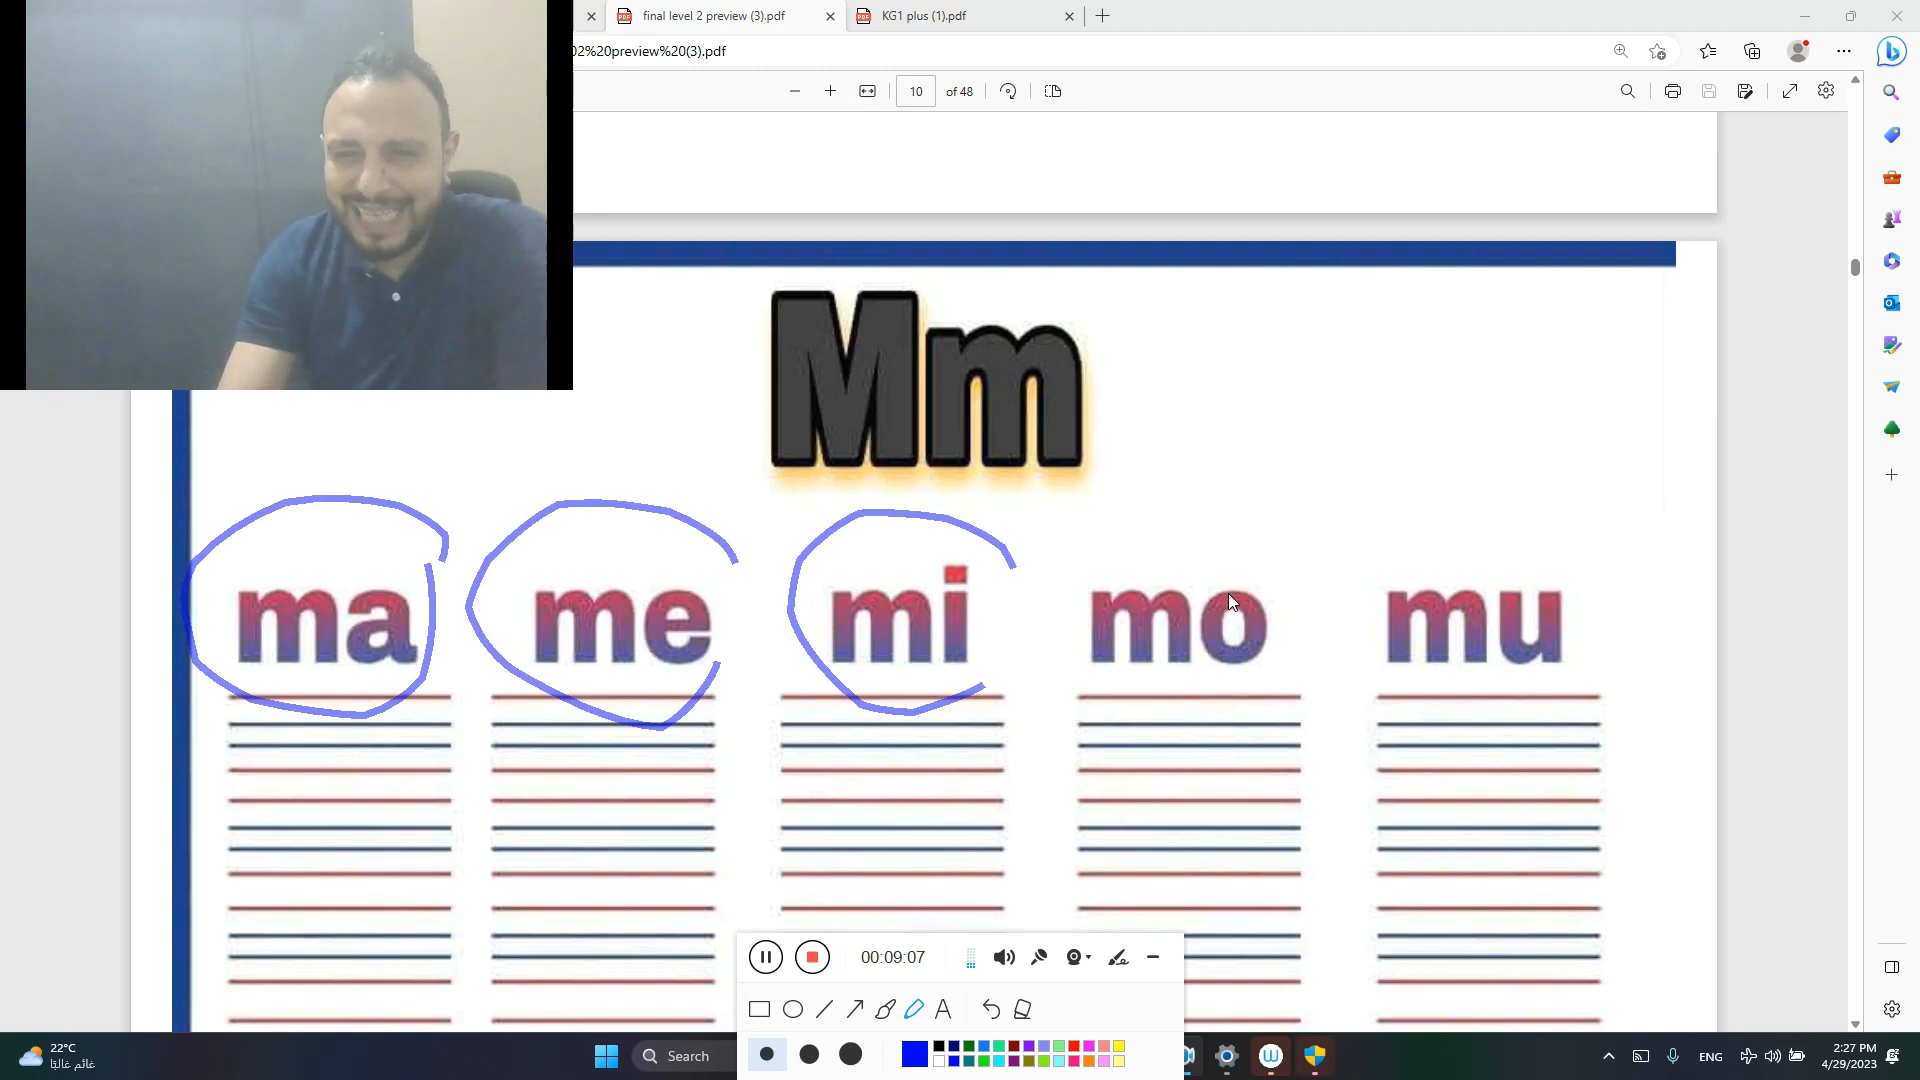 final level 2 preview (3).pdf
KG1 plus (1).pdf
02%20preview%20(3).pdf
10 of 48
Mm
ma me mi mo mu
00:09:07
A
22°C
غائم غالبًا
Search
ENG
2:27 PM
4/29/2023